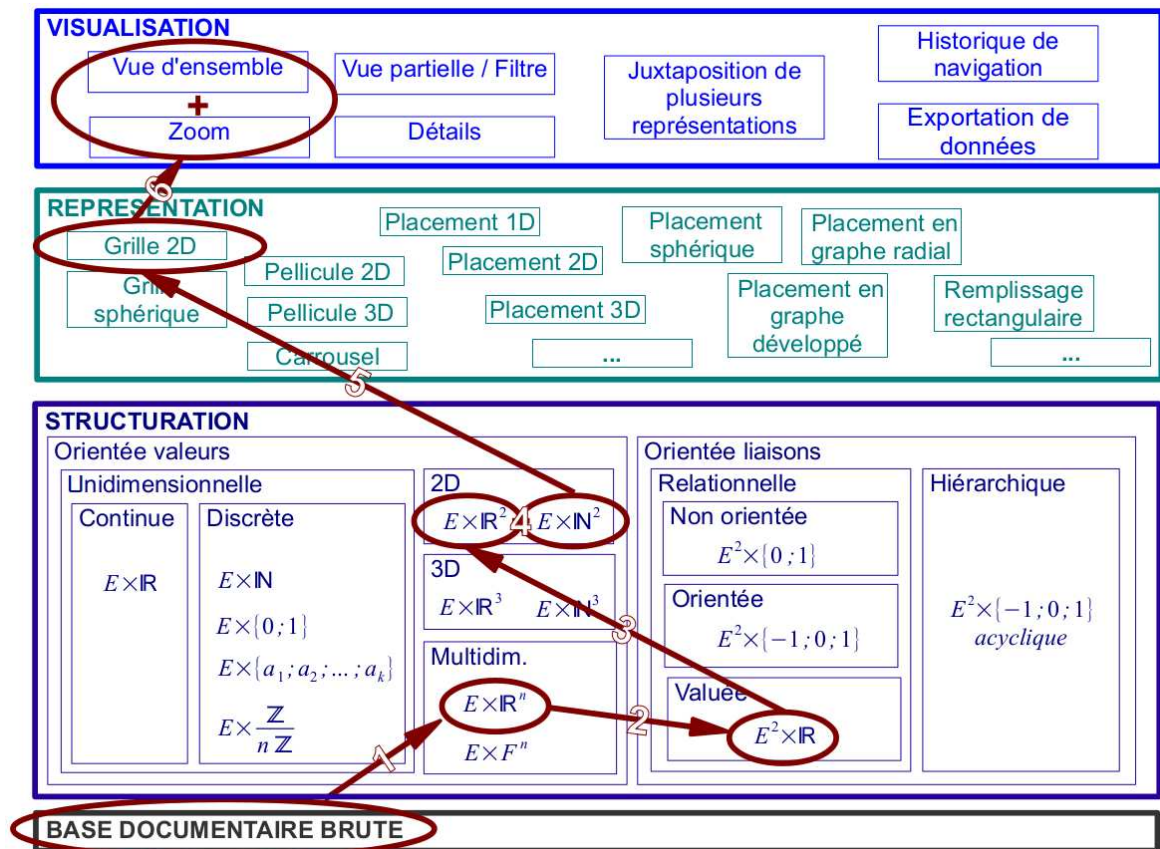 VISUALISATION
Vue d'ensemble
+
Zoom
Vue partielle / Filtre
Détails
Juxtaposition de
plusieurs
représentations
Historique de
navigation
Exportation de
données
6
REPRESENTATION
Grille 2D
Grille
sphérique
Pellicule 2D
Pellicule 3D
Carrousel
Placement 1D
Placement 2D
Placement 3D
...
Placement
sphérique
Placement en
graphe radial
Placement en
graphe
développé
Remplissage
rectangulaire
...
5
STRUCTURATION
Orientée valeurs
Unidimensionnelle
Continue
E×ℝ
Discrète
E×ℕ
E×{0;1}
E×{a₁;a₂;...;aₖ}
E×ℤ/nℤ
2D
E×ℝ² 4 E×ℕ²
3D
E×ℝ³ E×ℕ³
Multidim.
E×ℝⁿ
E×Fⁿ
1
2
3
Orientée liaisons
Relationnelle
Non orientée
E²×{0;1}
Orientée
E²×{−1;0;1}
Valuée
E²×ℝ
Hiérarchique
E²×{−1;0;1}
acyclique
BASE DOCUMENTAIRE BRUTE